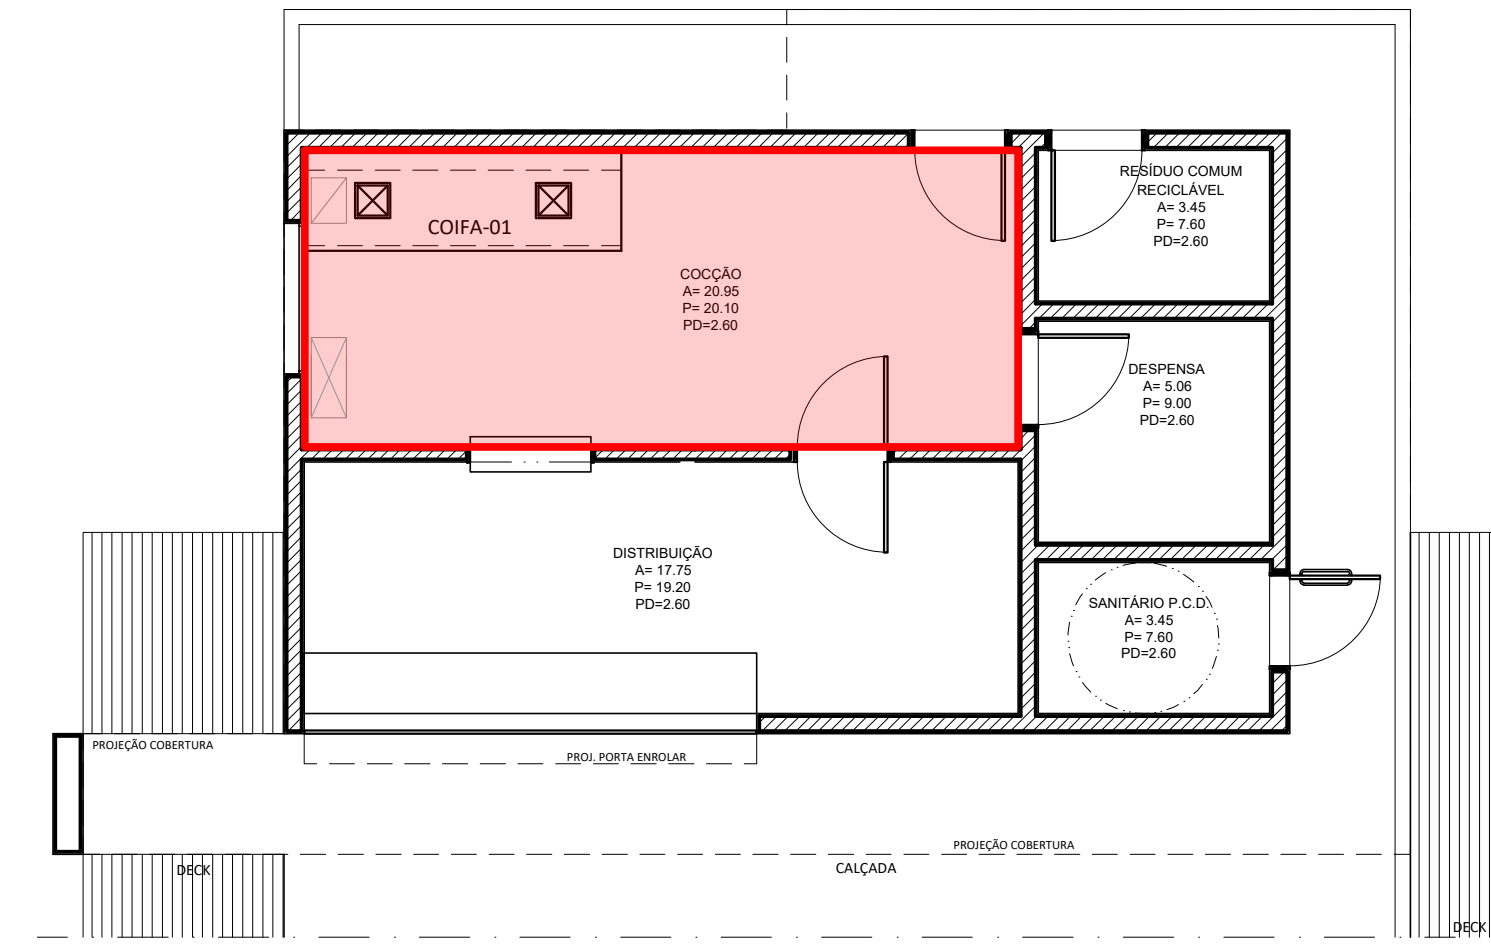 RESÍDUO COMUM
RECICLÁVEL
A= 3.45
P= 7.60
PD=2.60
COIFA-01
COCÇÃO
A= 20.95
P= 20.10
PD=2.60
DESPENSA
A= 5.06
P= 9.00
PD=2.60
DISTRIBUIÇÃO
A= 17.75
P= 19.20
PD=2.60
SANITÁRIO P.C.D.
A= 3.45
P= 7.60
PD=2.60
PROJEÇÃO COBERTURA
PROJ. PORTA ENROLAR
PROJEÇÃO COBERTURA
DECK
CALÇADA
DECK